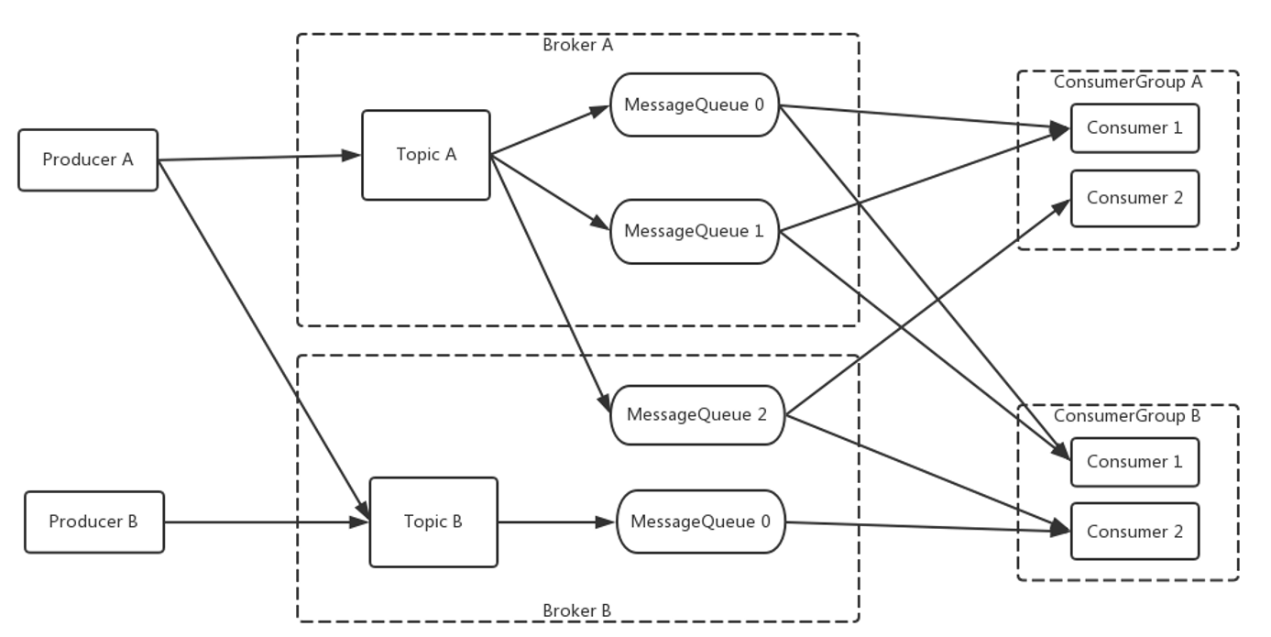 Broker A
ConsumerGroup A
MessageQueue 0
Consumer 1
Producer A
Topic A
Consumer 2
MessageQueue 1
MessageQueue 2
ConsumerGroup B
Consumer 1
Producer B
Topic B
MessageQueue 0
Consumer 2
Broker B